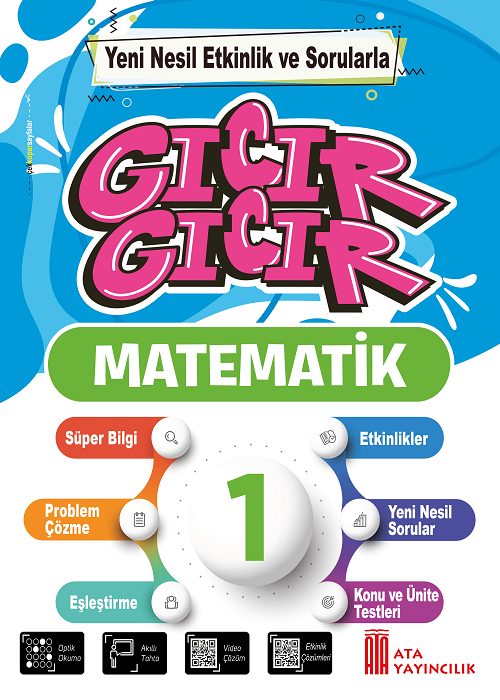 Yeni Nesil Etkinlik ve Sorularla
çekkoparsayfalar
GICIR
GICIR
MATEMATİK
Süper Bilgi
Etkinlikler
Problem
Çözme
1
Yeni Nesil
Sorular
Eşleştirme
Konu ve Ünite
Testleri
Optik
Okuma
Akıllı
Tahta
Video
Çözüm
Etkinlik
Çözümleri
ATA
YAYINCILIK